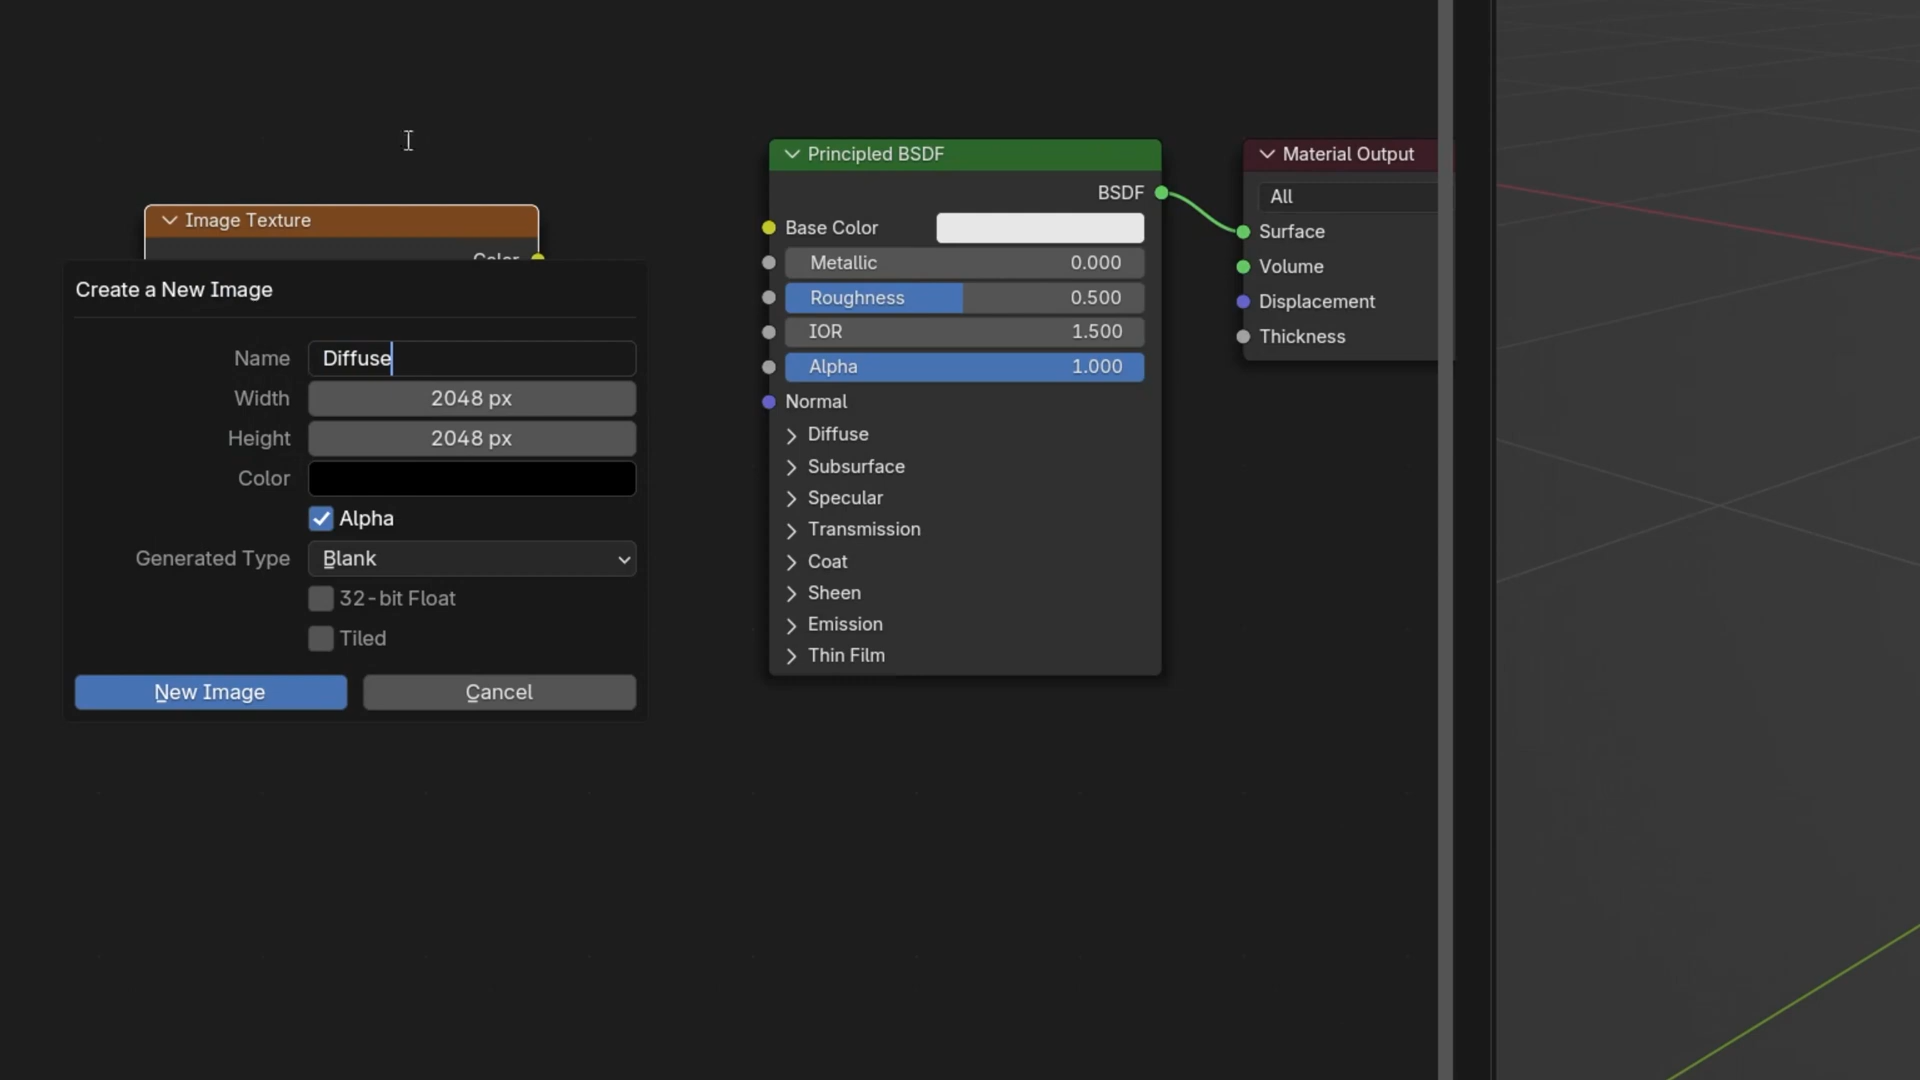 Image Texture
Color
Create a New Image
Name Diffuse
Width 2048 px
Height 2048 px
Color
Alpha
Generated Type Blank
32-bit Float
Tiled
New Image Cancel
Principled BSDF
BSDF
Base Color
Metallic 0.000
Roughness 0.500
IOR 1.500
Alpha 1.000
Normal
Diffuse
Subsurface
Specular
Transmission
Coat
Sheen
Emission
Thin Film
Material Output
All
Surface
Volume
Displacement
Thickness